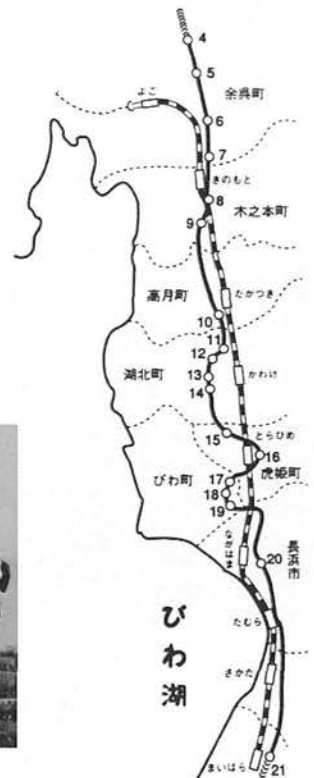 4
5
余呉町
よご
6
7
きのもと
8
木之本町
9
たかつき
高月町
10
11
12
かわけ
湖北町
13
14
15
とらひめ
16
虎姫町
17
びわ町
18
19
長浜市
ながはま
20
びわ湖
たむら
さかた
まいはら
21